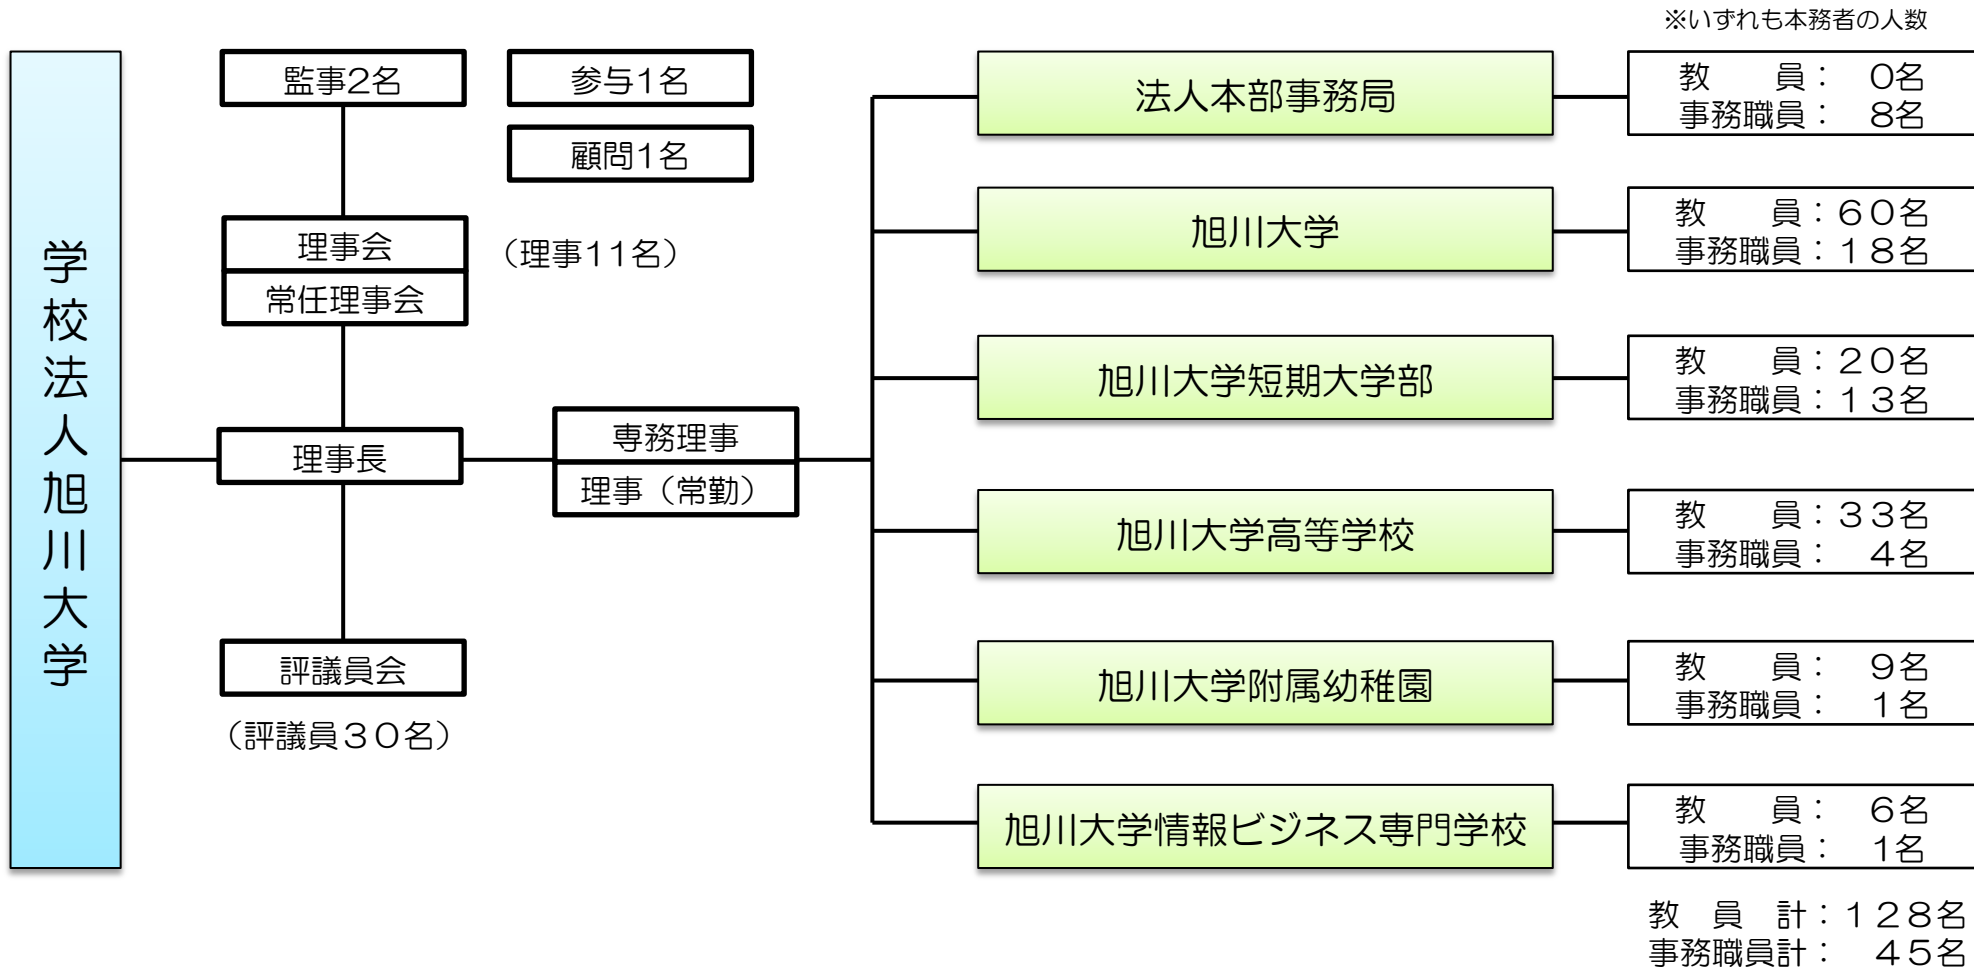 ※いずれも本務者の人数
学校法人旭川大学
監事2名
参与1名
顧問1名
理事会
(理事11名)
常任理事会
理事長
専務理事
理事(常勤)
評議員会
(評議員30名)
法人本部事務局
教　　員:　0名
事務職員:　8名
旭川大学
教　　員:60名
事務職員:18名
旭川大学短期大学部
教　　員:20名
事務職員:13名
旭川大学高等学校
教　　員:33名
事務職員:　4名
旭川大学附属幼稚園
教　　員:　9名
事務職員:　1名
旭川大学情報ビジネス専門学校
教　　員:　6名
事務職員:　1名
教　員　計:128名
事務職員計:　45名